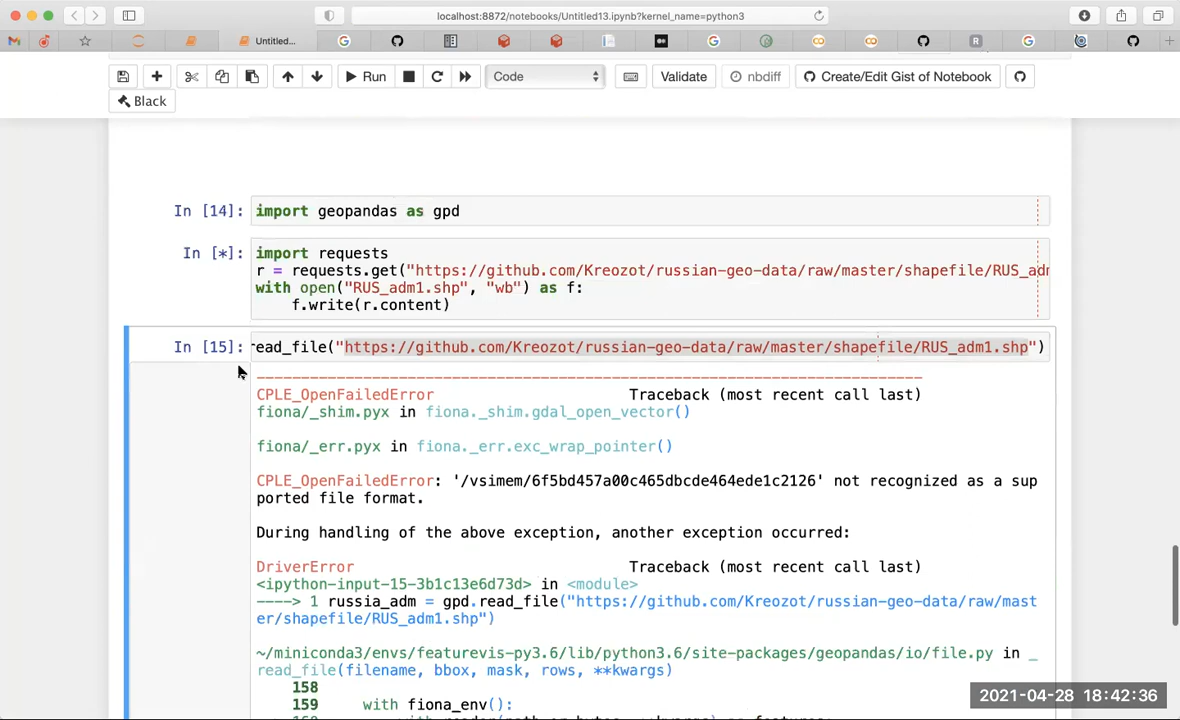 localhost:8872/notebooks/Untitled13.ipynb?kernel_name=python3
Untitled...
Run
Code
Validate
nbdiff
Create/Edit Gist of Notebook
Black
In [14]: import geopandas as gpd
In [*]: import requests
r = requests.get("https://github.com/Kreozot/russian-geo-data/raw/master/shapefile/RUS_adm
with open("RUS_adm1.shp", "wb") as f:
f.write(r.content)
In [15]: read_file("https://github.com/Kreozot/russian-geo-data/raw/master/shapefile/RUS_adm1.shp")
---------------------------------------------------------------------------
CPLE_OpenFailedError Traceback (most recent call last)
fiona/_shim.pyx in fiona._shim.gdal_open_vector()
fiona/_err.pyx in fiona._err.exc_wrap_pointer()
CPLE_OpenFailedError: '/vsimem/6f5bd457a00c465dbcde464ede1c2126' not recognized as a sup
ported file format.
During handling of the above exception, another exception occurred:
DriverError Traceback (most recent call last)
<ipython-input-15-3b1c13e6d73d> in <module>
----> 1 russia_adm = gpd.read_file("https://github.com/Kreozot/russian-geo-data/raw/mast
er/shapefile/RUS_adm1.shp")
~/miniconda3/envs/featurevis-py3.6/lib/python3.6/site-packages/geopandas/io/file.py in _
read_file(filename, bbox, mask, rows, **kwargs)
158
159 with fiona_env():
2021-04-28 18:42:36